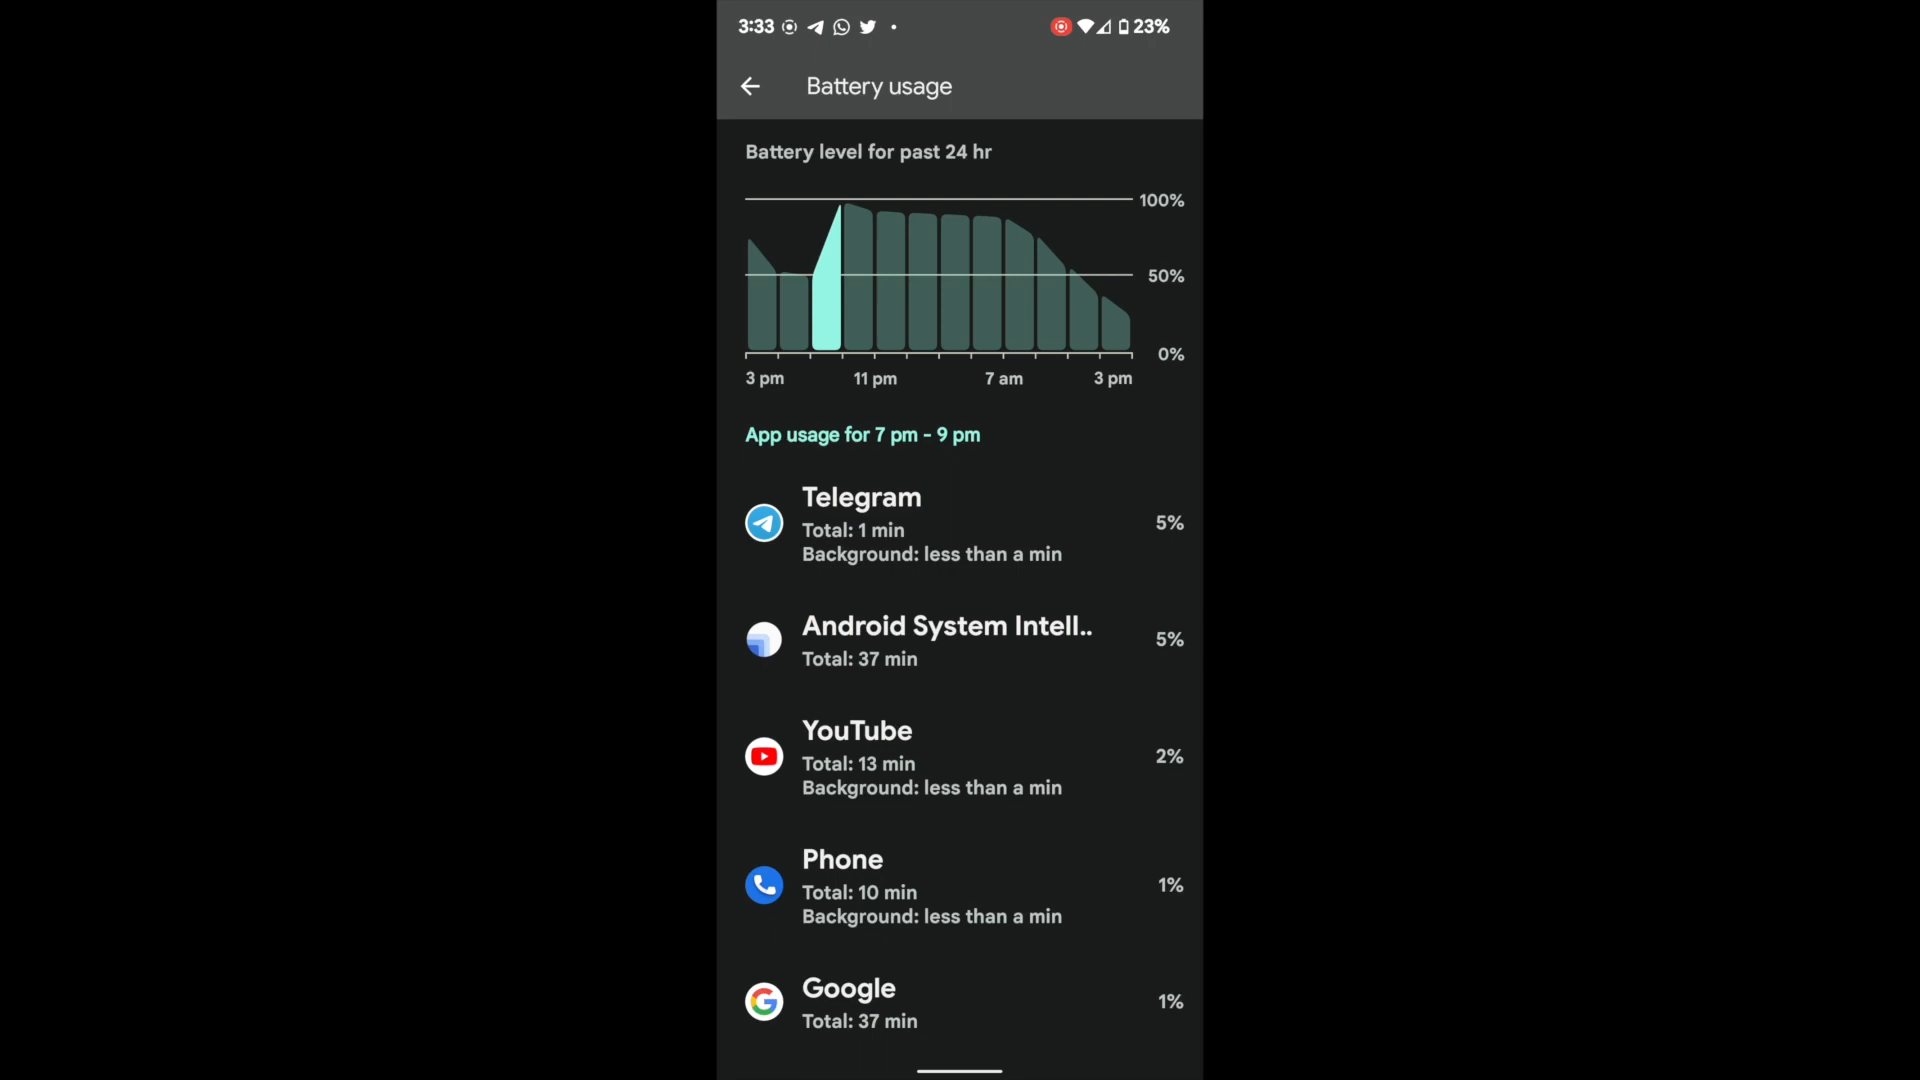 3:33 23%
Battery usage
Battery level for past 24 hr
100%
50%
0%
3 pm 11 pm 7 am 3 pm
App usage for 7 pm - 9 pm
Telegram
Total: 1 min
Background: less than a min
5%
Android System Intell..
Total: 37 min
5%
YouTube
Total: 13 min
Background: less than a min
2%
Phone
Total: 10 min
Background: less than a min
1%
Google
Total: 37 min
1%